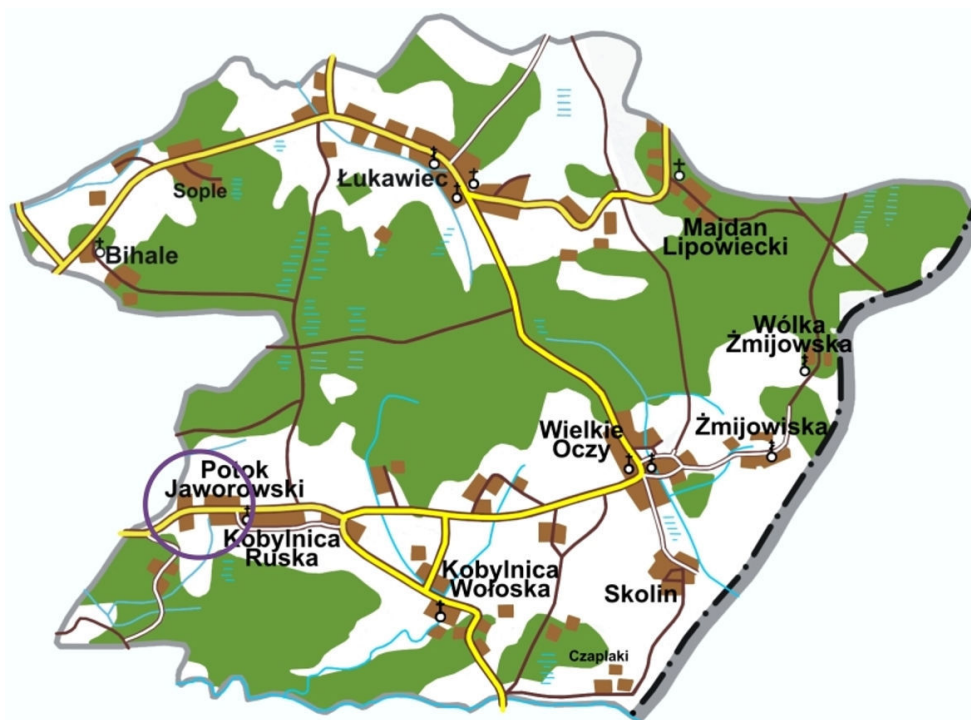 Łukawiec
Sople
Majdan
Lipowiecki
Bihale
Wólka
Żmijowska
Wielkie
Oczy
Żmijowiska
Potok
Jaworowski
Kobylnica
Ruska
Kobylnica
Wołoska
Skolin
Czaplaki